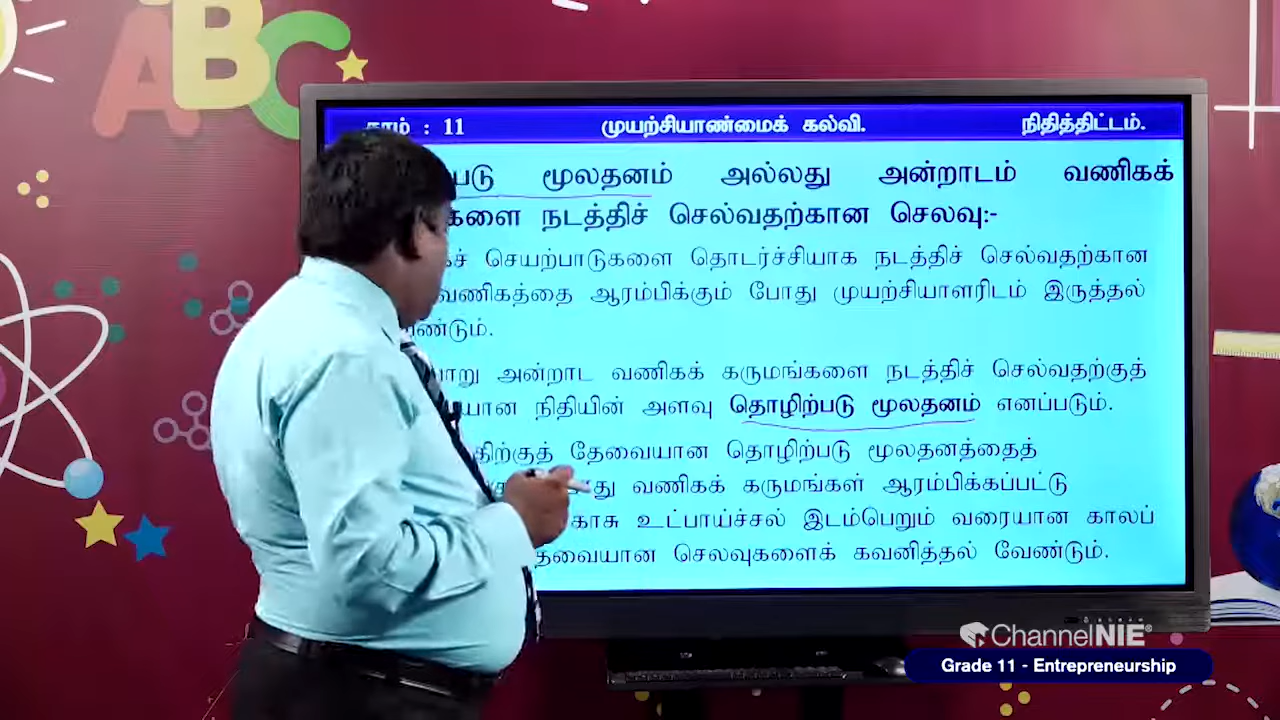 ABC
: 11 முயற்சியாண்மைக் கல்வி. நிதித்திட்டம்.
மூலதனம் அல்லது அன்றாடம் வணிகக்
நடத்திச் செல்வதற்கான செலவு:-
செயற்பாடுகளை தொடர்ச்சியாக நடத்திச் செல்வதற்கான
வணிகத்தை ஆரம்பிக்கும் போது முயற்சியாளரிடம் இருத்தல்
அன்றாட வணிகக் கருமங்களை நடத்திச் செல்வதற்குத்
நிதியின் அளவு தொழிற்படு மூலதனம் எனப்படும்.
தேவையான தொழிற்படு மூலதனத்தைத்
வணிகக் கருமங்கள் ஆரம்பிக்கப்பட்டு
காசு உட்பாய்ச்சல் இடம்பெறும் வரையான காலப்
செலவுகளைக் கவனித்தல் வேண்டும்.
ChannelNIE
Grade 11 - Entrepreneurship